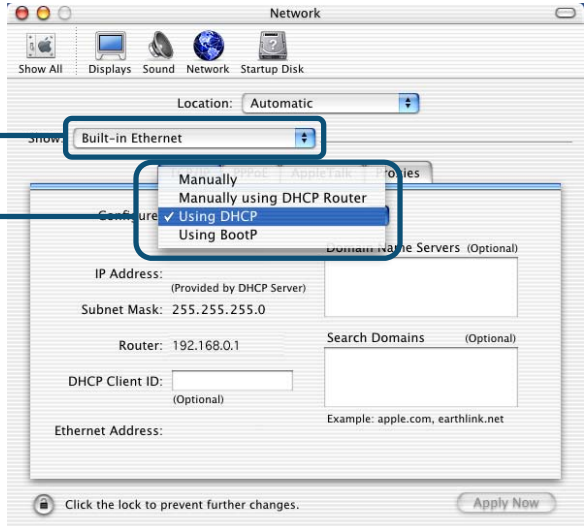 Network
Show All Displays Sound Network Startup Disk
Location: Automatic
Show: Built-in Ethernet
PPPoE AppleTalk Proxies
Configure
Manually
Manually using DHCP Router
✓ Using DHCP
Using BootP
Domain Name Servers (Optional)
IP Address:
(Provided by DHCP Server)
Subnet Mask: 255.255.255.0
Router: 192.168.0.1
Search Domains (Optional)
DHCP Client ID:
(Optional)
Example: apple.com, earthlink.net
Ethernet Address:
Click the lock to prevent further changes.
Apply Now